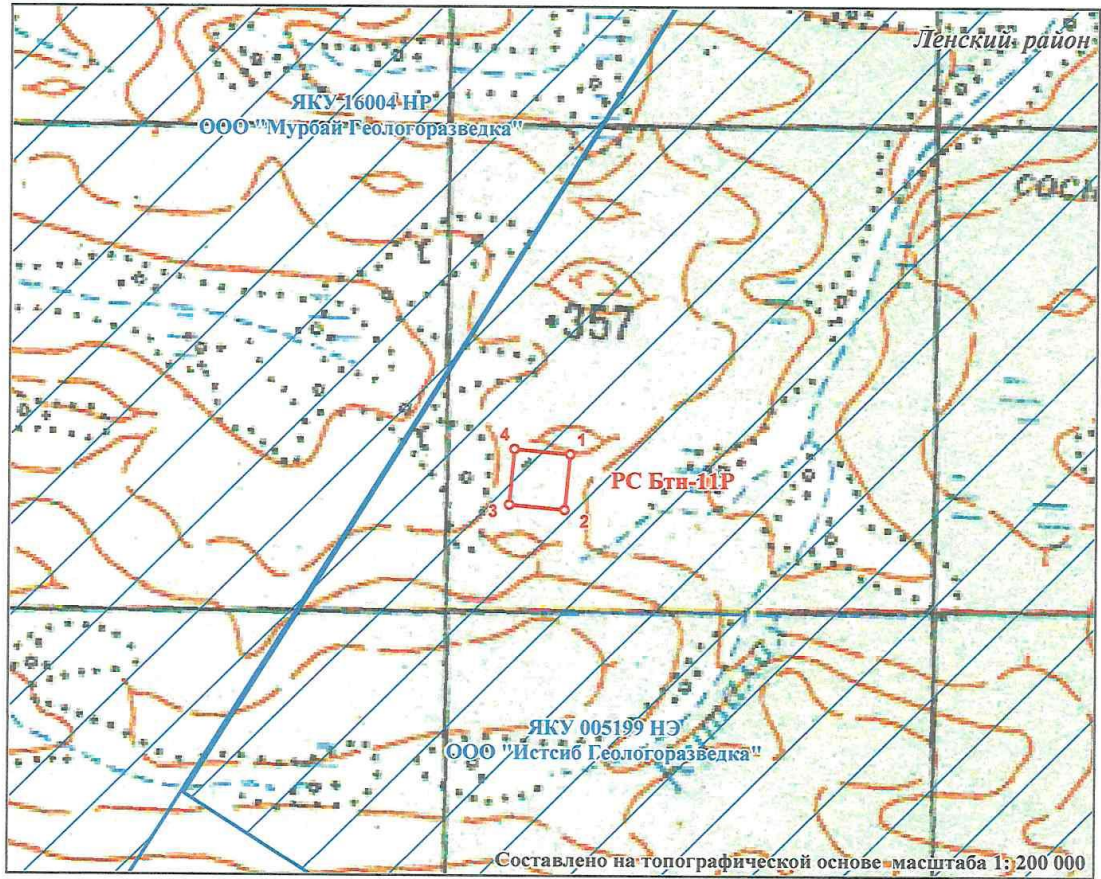 Ленский район
ЯКУ 16004 НР
ООО "Мурбай Геологоразведка"
357
4
1
РС Бтн-11Р
3
2
ЯКУ 005199 НЭ
ООО "Истсиб Геологоразведка"
Составлено на топографической основе масштаба 1: 200 000